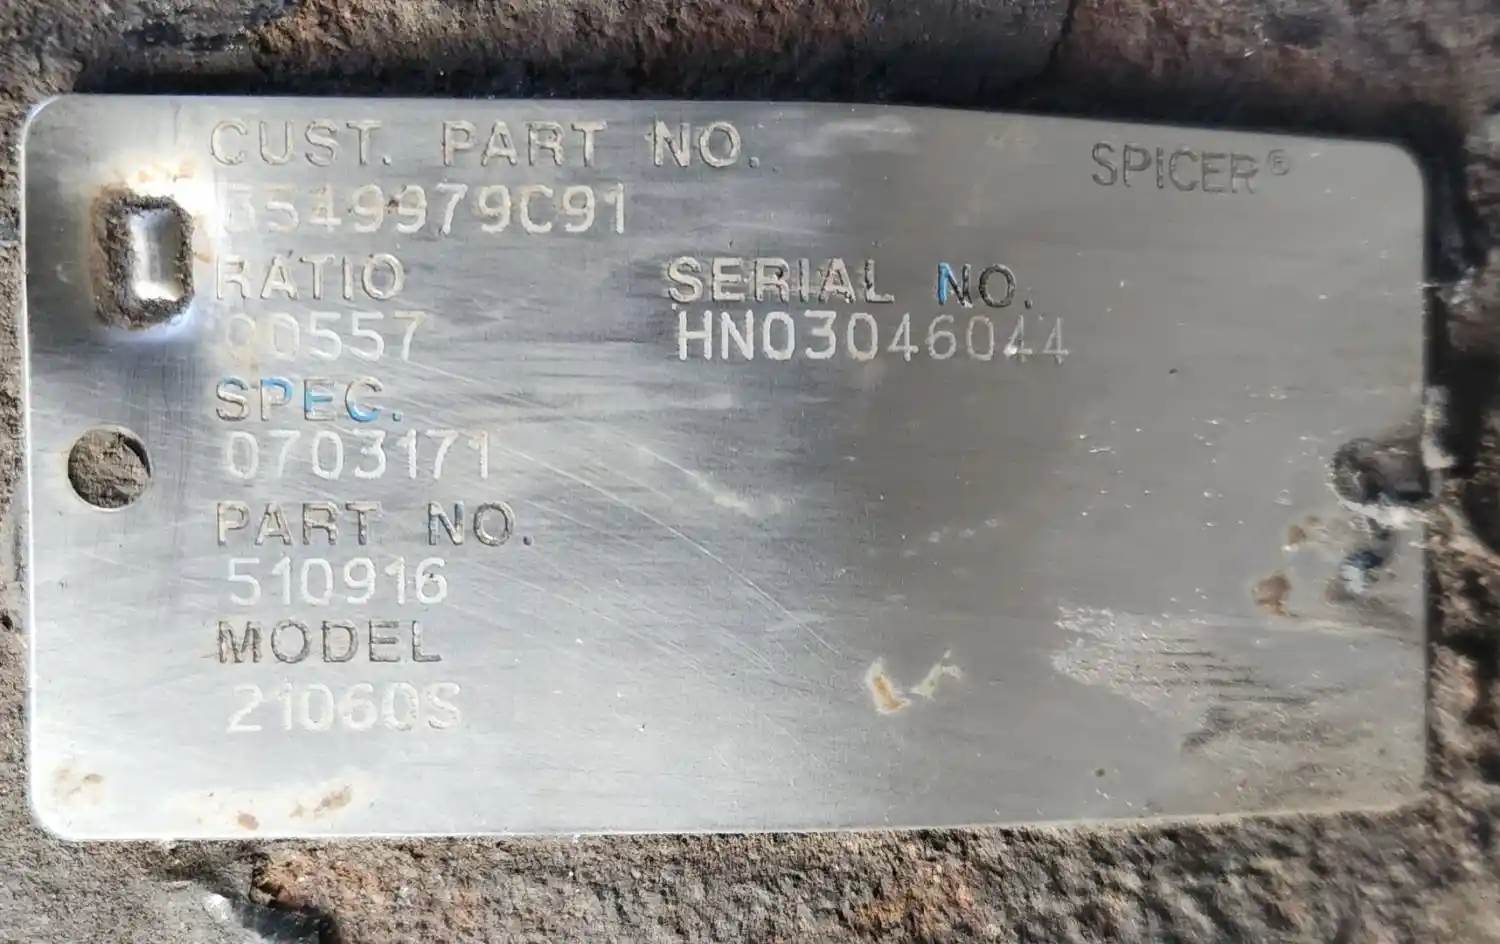 CUST. PART NO.
SPICER®
3549979C91
RATIO
SERIAL NO.
00557
HN03046044
SPEC.
0703171
PART NO.
510916
MODEL
21060S